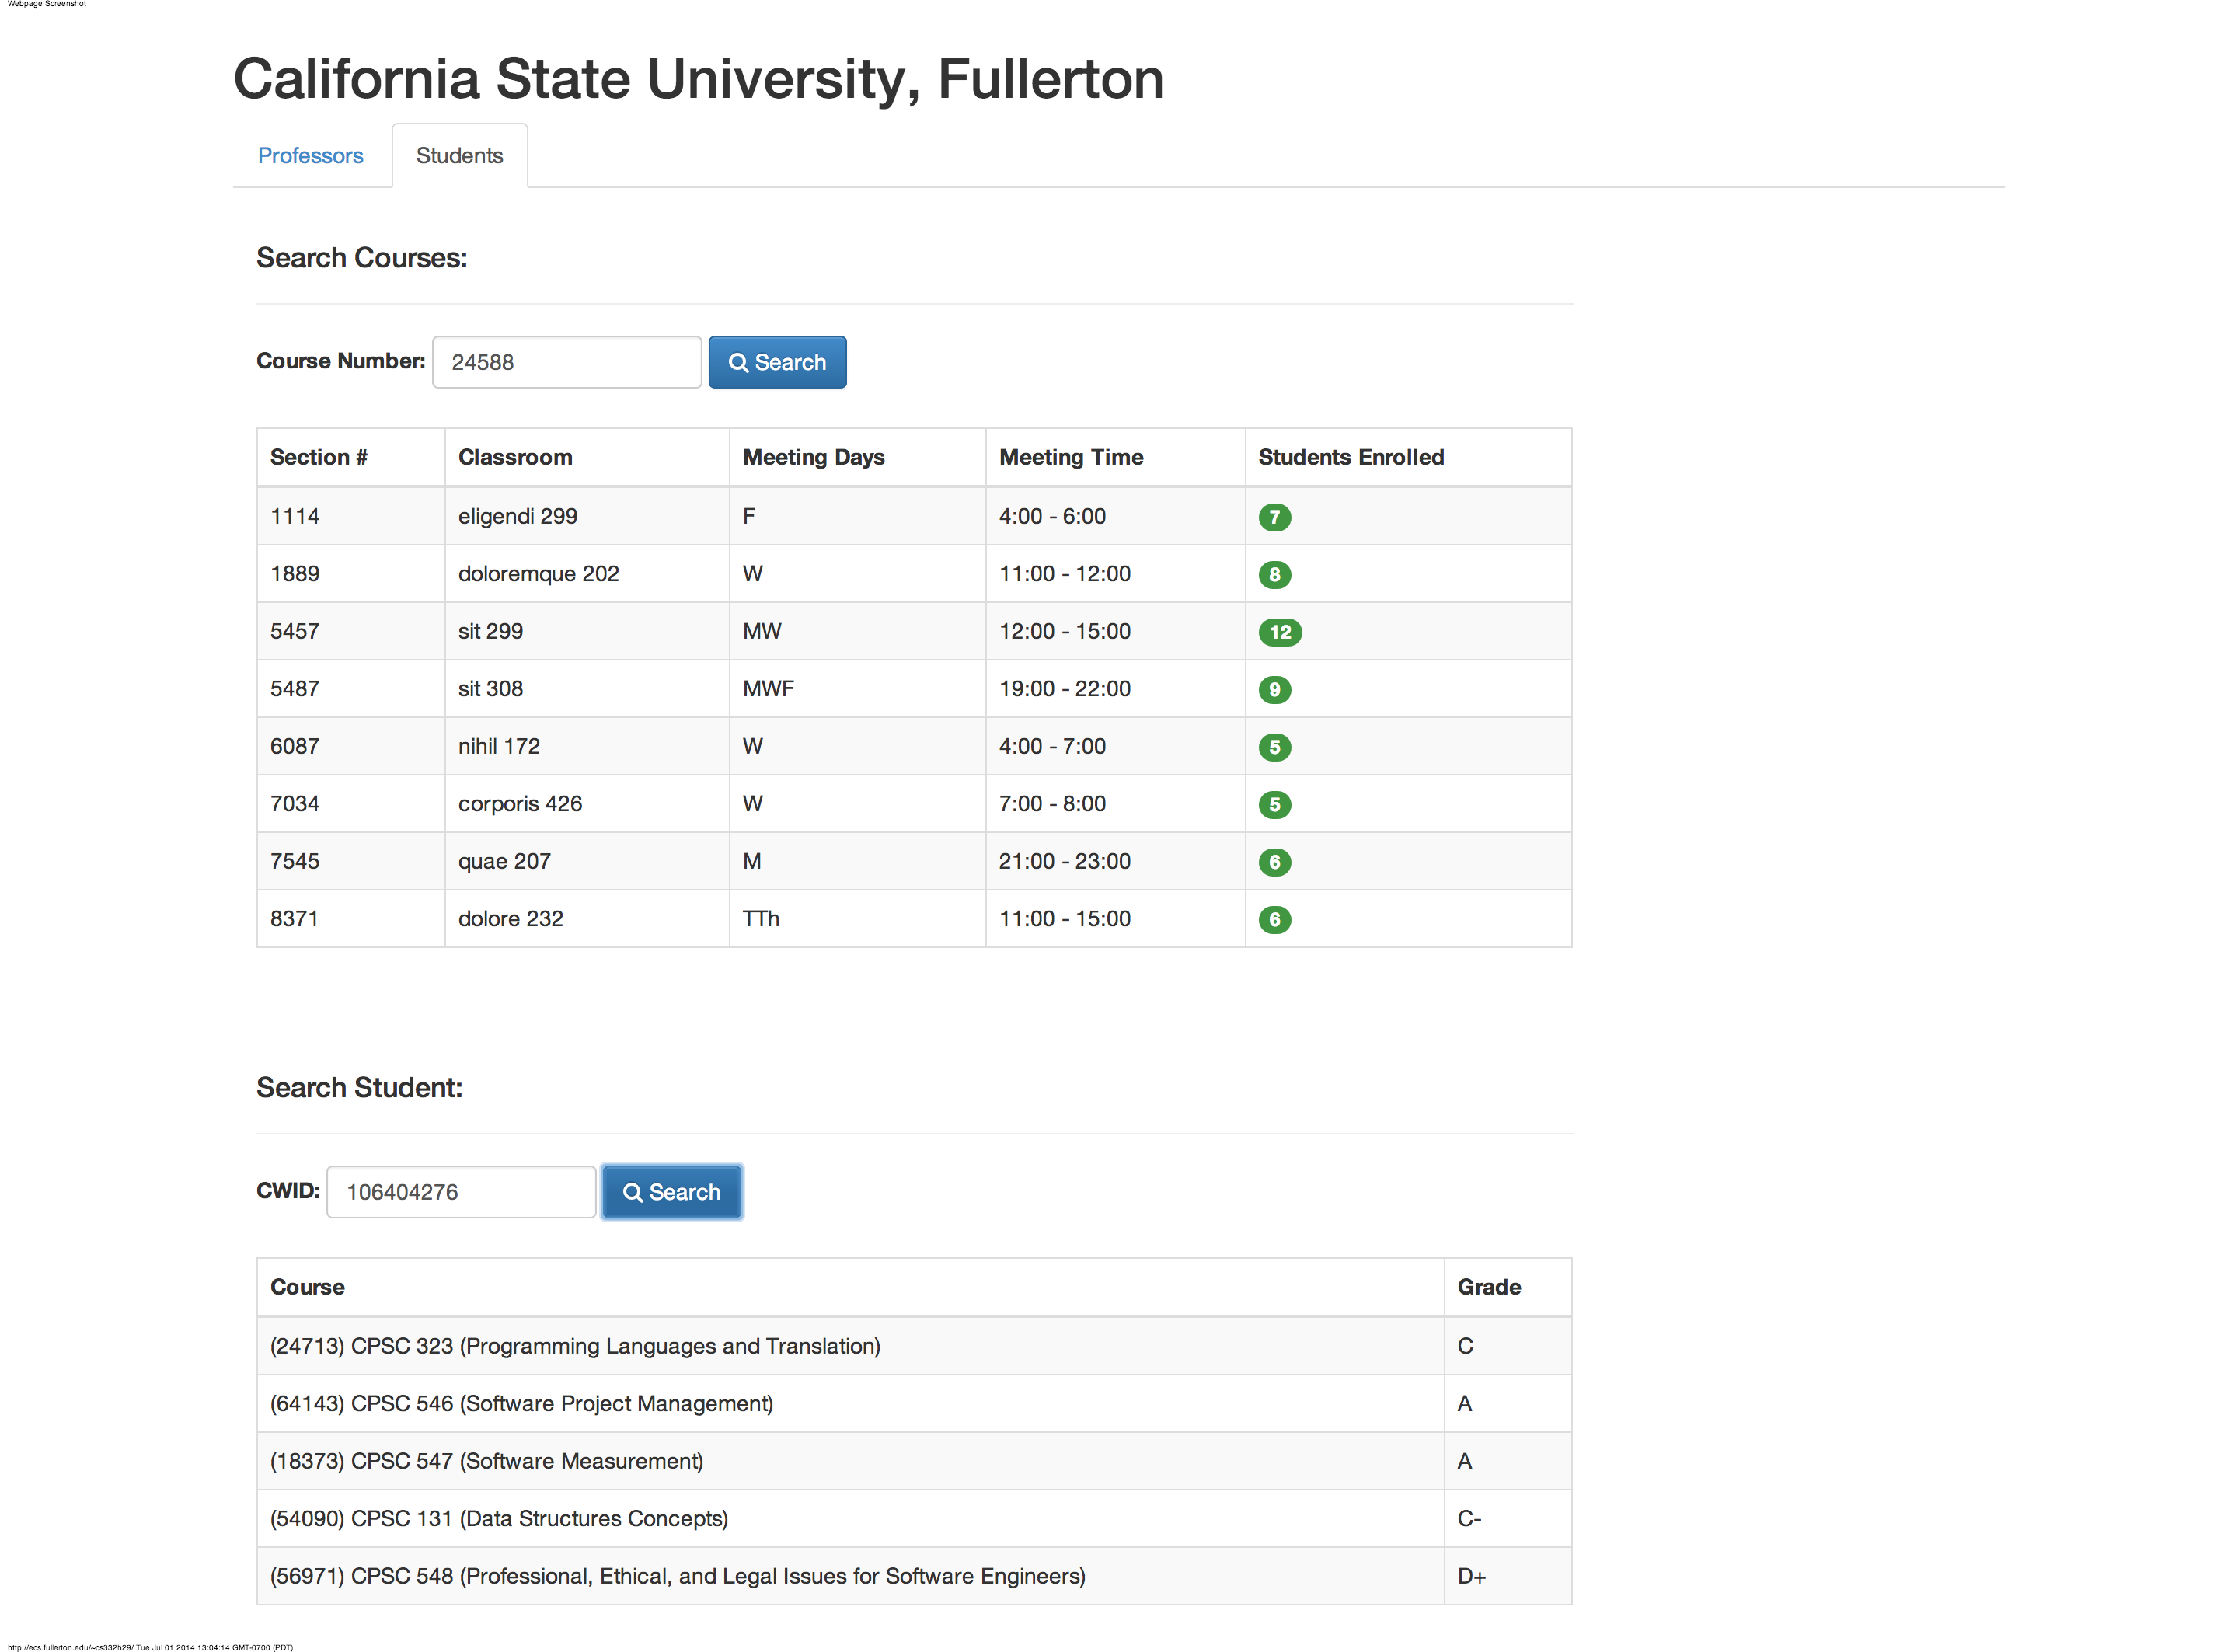 Webpage Screenshot
California State University, Fullerton
Professors Students
Search Courses:
Course Number: 24588 Search
Section # Classroom Meeting Days Meeting Time Students Enrolled
1114 eligendi 299 F 4:00 - 6:00 7
1889 doloremque 202 W 11:00 - 12:00 8
5457 sit 299 MW 12:00 - 15:00 12
5487 sit 308 MWF 19:00 - 22:00 9
6087 nihil 172 W 4:00 - 7:00 5
7034 corporis 426 W 7:00 - 8:00 5
7545 quae 207 M 21:00 - 23:00 6
8371 dolore 232 TTh 11:00 - 15:00 6
Search Student:
CWID: 106404276 Search
Course Grade
(24713) CPSC 323 (Programming Languages and Translation) C
(64143) CPSC 546 (Software Project Management) A
(18373) CPSC 547 (Software Measurement) A
(54090) CPSC 131 (Data Structures Concepts) C-
(56971) CPSC 548 (Professional, Ethical, and Legal Issues for Software Engineers) D+
http://ecs.fullerton.edu/~cs332h29/ Tue Jul 01 2014 13:04:14 GMT-0700 (PDT)